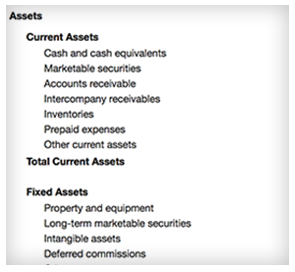 Assets
Current Assets
Cash and cash equivalents
Marketable securities
Accounts receivable
Intercompany receivables
Inventories
Prepaid expenses
Other current assets
Total Current Assets
Fixed Assets
Property and equipment
Long-term marketable securities
Intangible assets
Deferred commissions